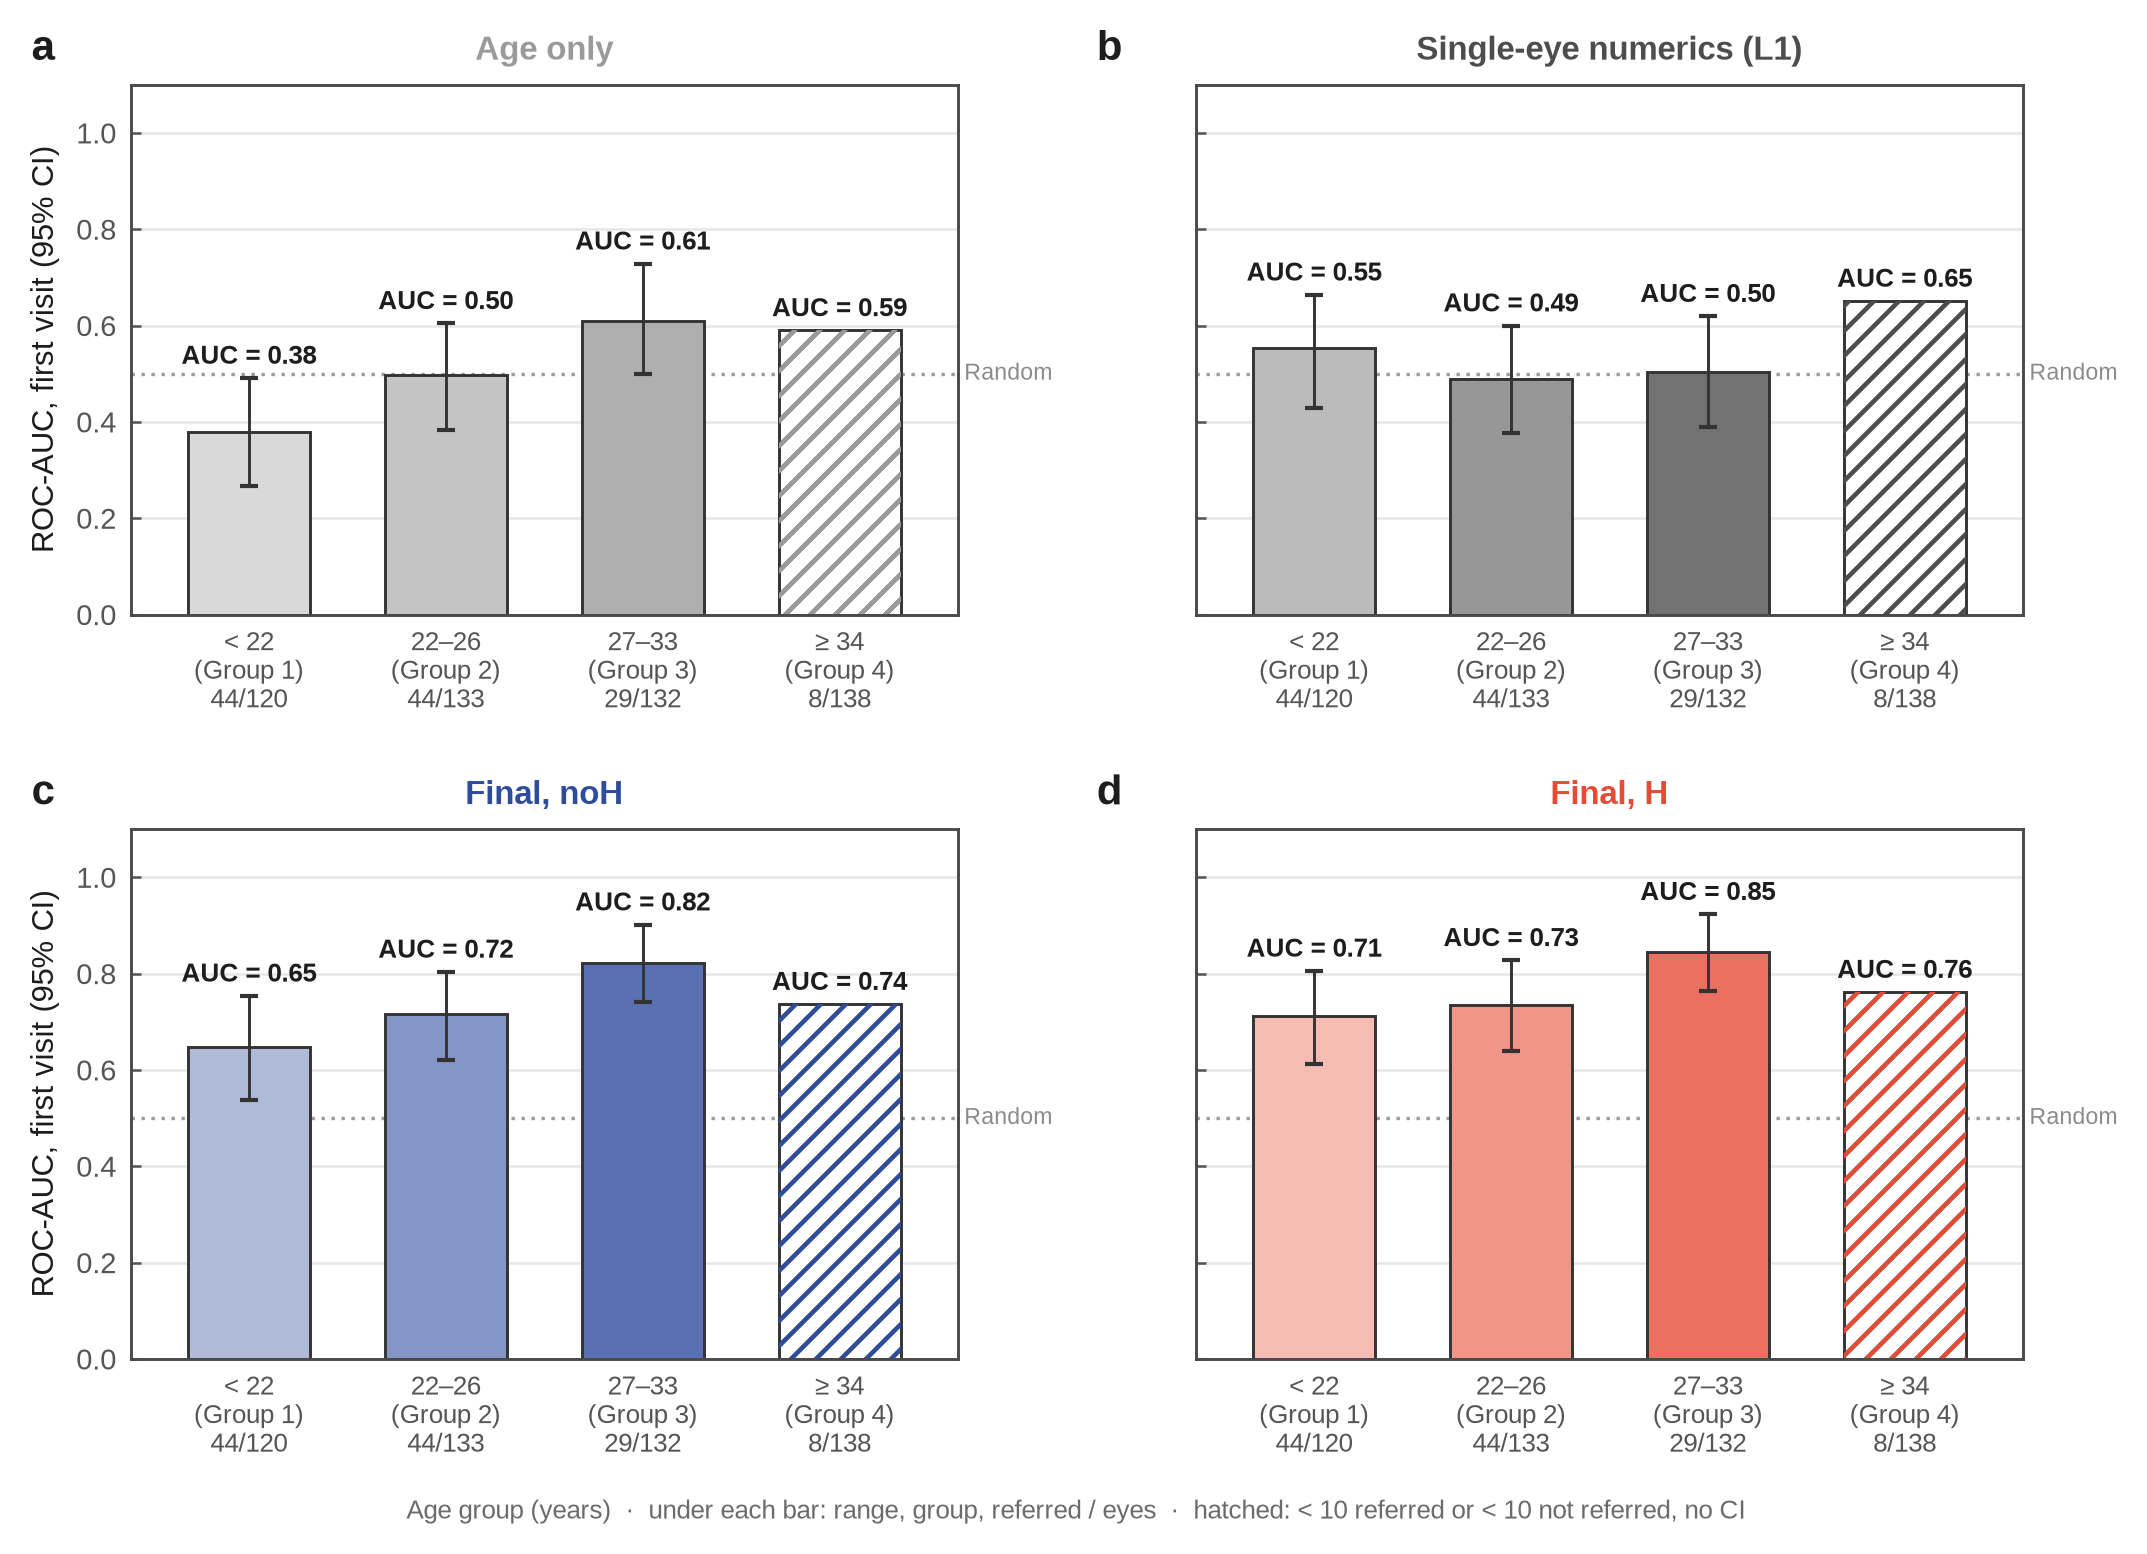 a
Age only
ROC-AUC, first visit (95% CI)
1.0
0.8
0.6
0.4
0.2
0.0
AUC = 0.38
AUC = 0.50
AUC = 0.61
AUC = 0.59
Random
< 22
(Group 1)
44/120
22–26
(Group 2)
44/133
27–33
(Group 3)
29/132
≥ 34
(Group 4)
8/138
b
Single-eye numerics (L1)
AUC = 0.55
AUC = 0.49
AUC = 0.50
AUC = 0.65
Random
< 22
(Group 1)
44/120
22–26
(Group 2)
44/133
27–33
(Group 3)
29/132
≥ 34
(Group 4)
8/138
c
Final, noH
ROC-AUC, first visit (95% CI)
1.0
0.8
0.6
0.4
0.2
0.0
AUC = 0.65
AUC = 0.72
AUC = 0.82
AUC = 0.74
Random
< 22
(Group 1)
44/120
22–26
(Group 2)
44/133
27–33
(Group 3)
29/132
≥ 34
(Group 4)
8/138
d
Final, H
AUC = 0.71
AUC = 0.73
AUC = 0.85
AUC = 0.76
Random
< 22
(Group 1)
44/120
22–26
(Group 2)
44/133
27–33
(Group 3)
29/132
≥ 34
(Group 4)
8/138
Age group (years) · under each bar: range, group, referred / eyes · hatched: < 10 referred or < 10 not referred, no CI